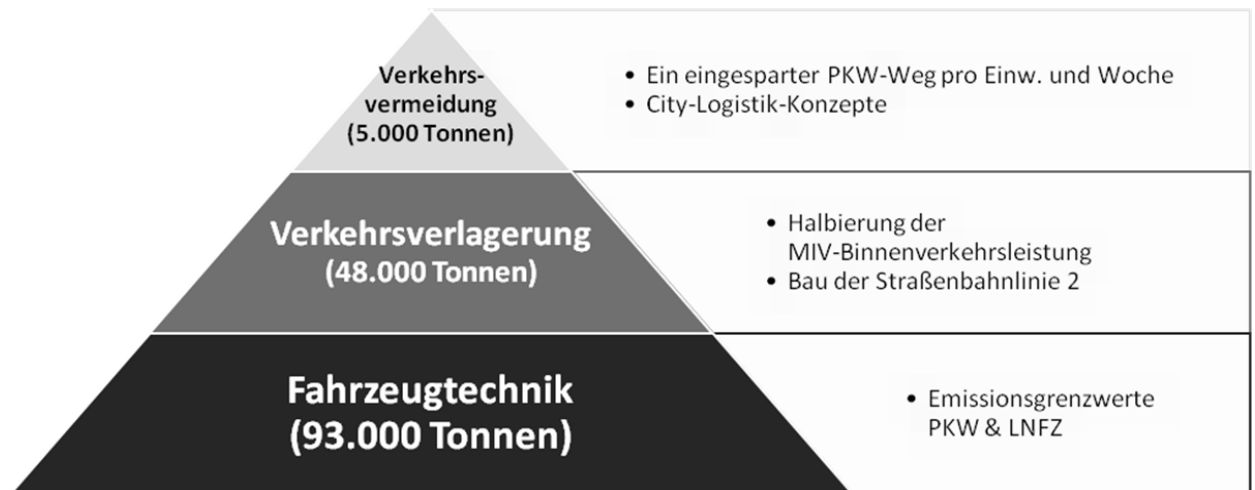 Verkehrs-
vermeidung
(5.000 Tonnen)
• Ein eingesparter PKW-Weg pro Einw. und Woche
• City-Logistik-Konzepte
Verkehrsverlagerung
(48.000 Tonnen)
• Halbierung der
MIV-Binnenverkehrsleistung
• Bau der Straßenbahnlinie 2
Fahrzeugtechnik
(93.000 Tonnen)
• Emissionsgrenzwerte
PKW & LNFZ